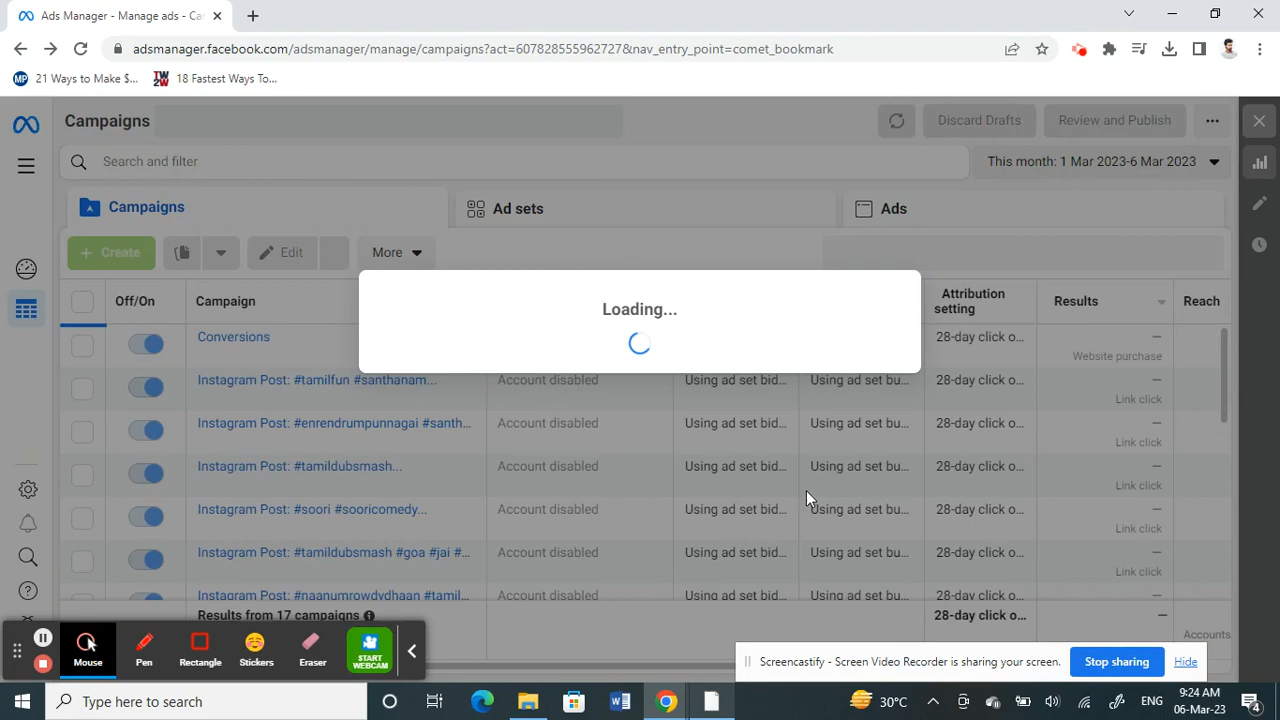 Ads Manager - Manage ads - Ca
adsmanager.facebook.com/adsmanager/manage/campaigns?act=607828555962727&nav_entry_point=comet_bookmark
MP 21 Ways to Make $... TW2W 18 Fastest Ways To...
Campaigns Discard Drafts Review and Publish
Search and filter This month: 1 Mar 2023-6 Mar 2023
Campaigns Ad sets Ads
+ Create Edit More
Loading...
Off/On Campaign Attribution setting Results Reach
Conversions 28-day click o... —
Website purchase
Instagram Post: #tamilfun #santhanam... Account disabled Using ad set bid... Using ad set bu... 28-day click o... —
Link click
Instagram Post: #enrendrumpunnagai #santh... Account disabled Using ad set bid... Using ad set bu... 28-day click o... —
Link click
Instagram Post: #tamildubsmash... Account disabled Using ad set bid... Using ad set bu... 28-day click o... —
Link click
Instagram Post: #soori #sooricomedy... Account disabled Using ad set bid... Using ad set bu... 28-day click o... —
Link click
Instagram Post: #tamildubsmash #goa #jai #... Account disabled Using ad set bid... Using ad set bu... 28-day click o... —
Link click
Instagram Post: #naanumrowdydhaan #tamil... Account disabled Using ad set bid... Using ad set bu... 28-day click o... —
Results from 17 campaigns 28-day click o... —
Accounts
Mouse Pen Rectangle Stickers Eraser START WEBCAM
Screencastify - Screen Video Recorder is sharing your screen. Stop sharing Hide
Type here to search 30°C ENG 9:24 AM
06-Mar-23 4